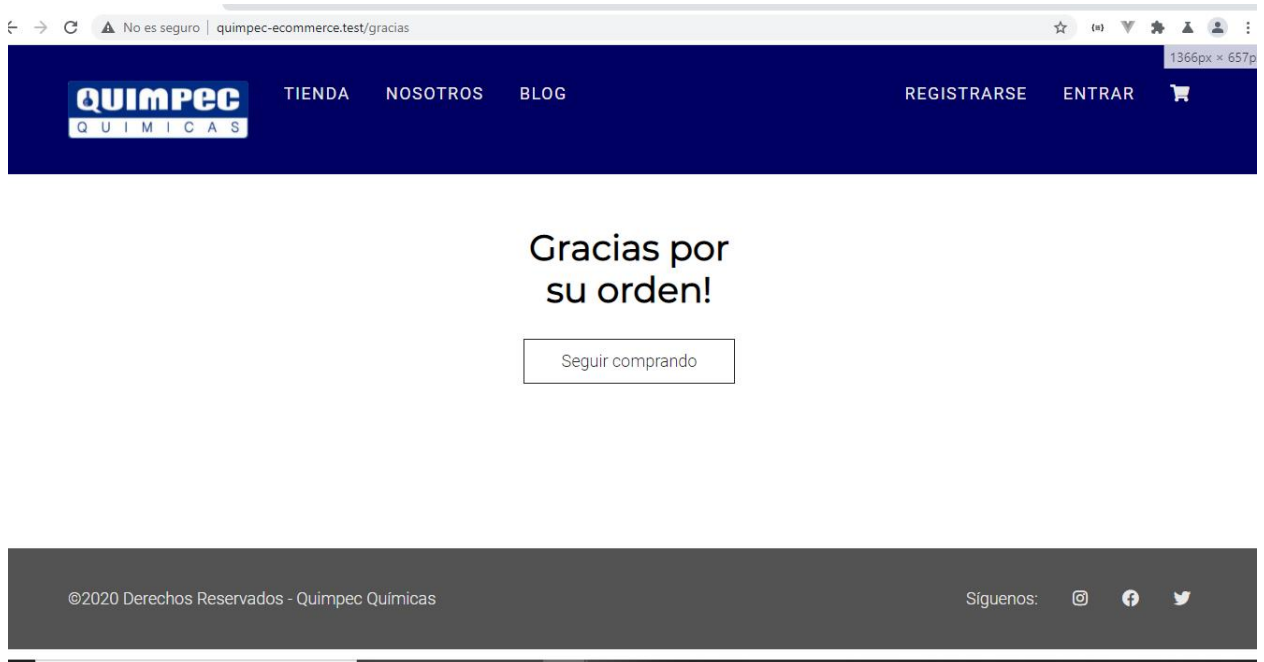 No es seguro | quimpec-ecommerce.test/gracias
1366px × 657p
QUIMPEC
QUIMICAS
TIENDA NOSOTROS BLOG REGISTRARSE ENTRAR
Gracias por
su orden!
Seguir comprando
©2020 Derechos Reservados - Quimpec Químicas Síguenos: